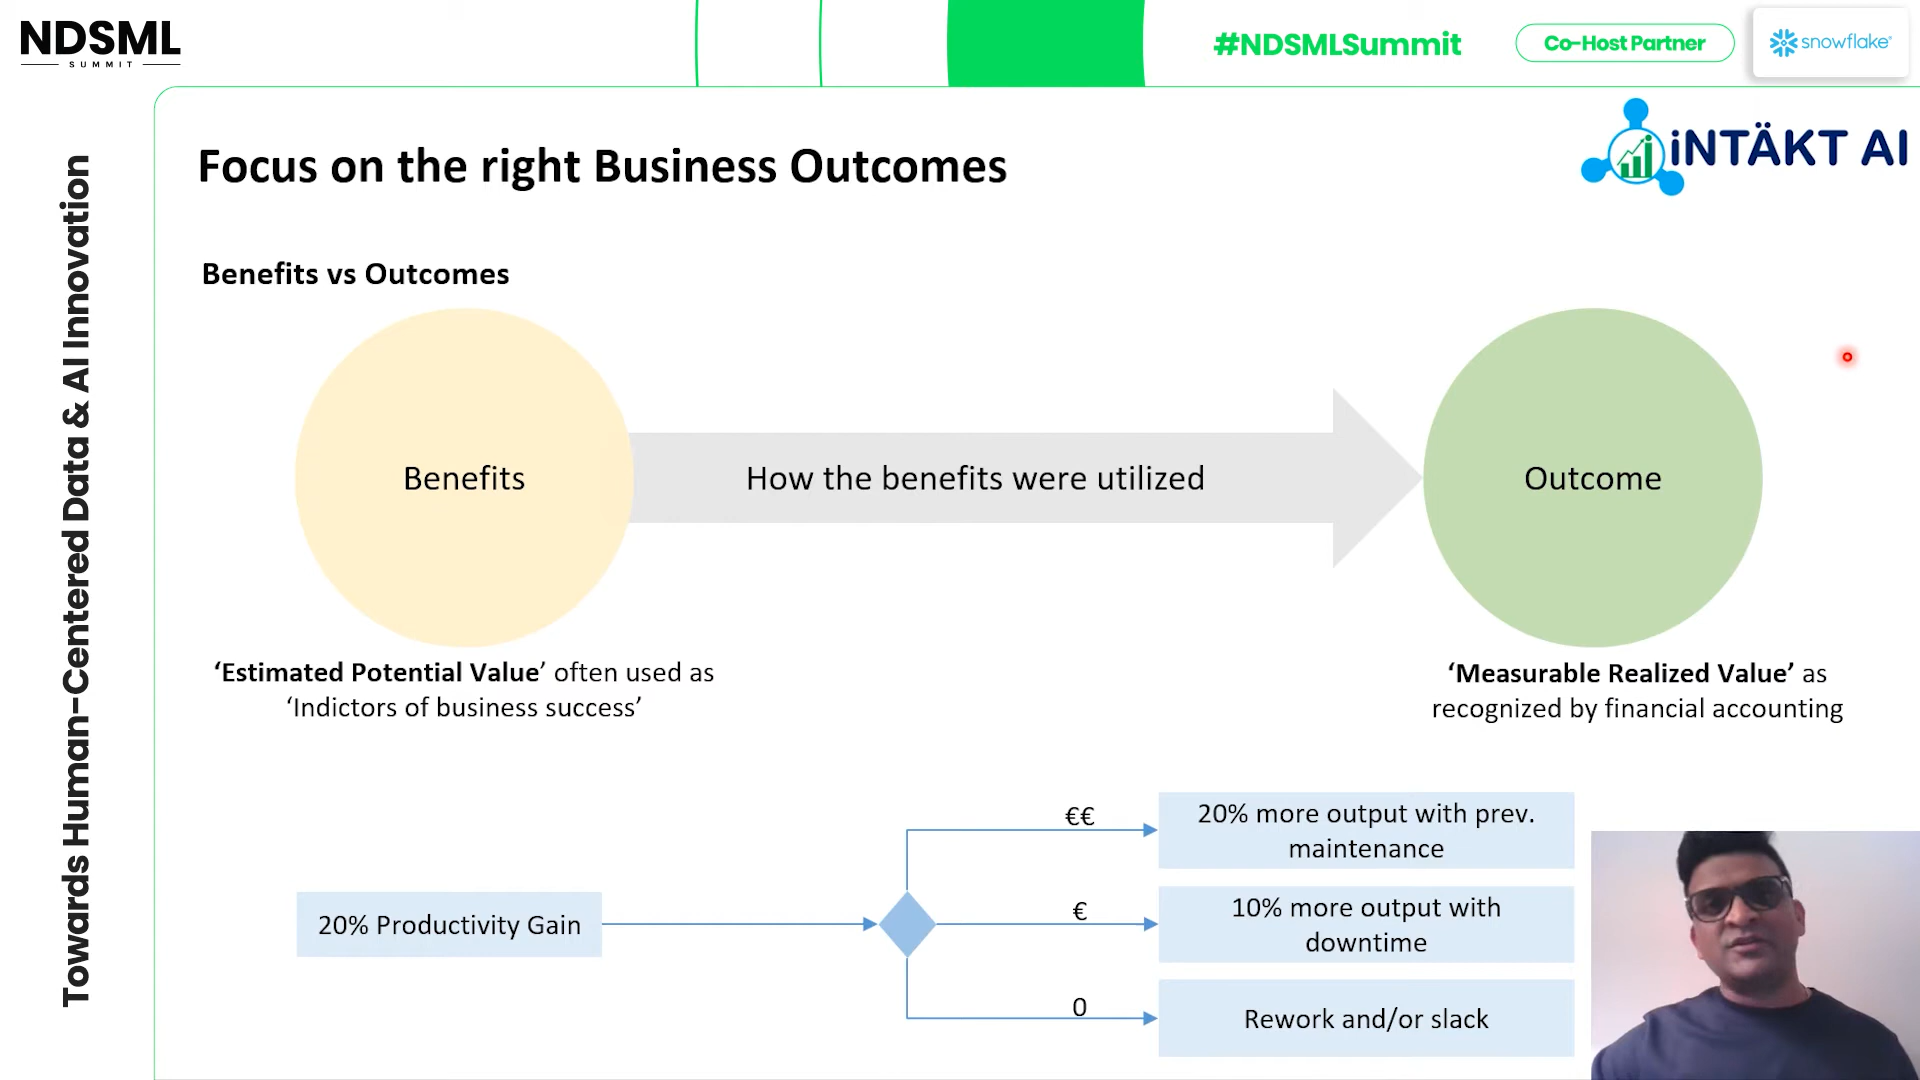 NDSML
SUMMIT
#NDSMLSummit
Co-Host Partner
snowflake®
iNTÄKT AI
Towards Human-Centered Data & AI Innovation
Focus on the right Business Outcomes
Benefits vs Outcomes
Benefits
How the benefits were utilized
Outcome
‘Estimated Potential Value’ often used as
‘Indictors of business success’
‘Measurable Realized Value’ as
recognized by financial accounting
20% Productivity Gain
€€
20% more output with prev.
maintenance
€
10% more output with
downtime
0
Rework and/or slack